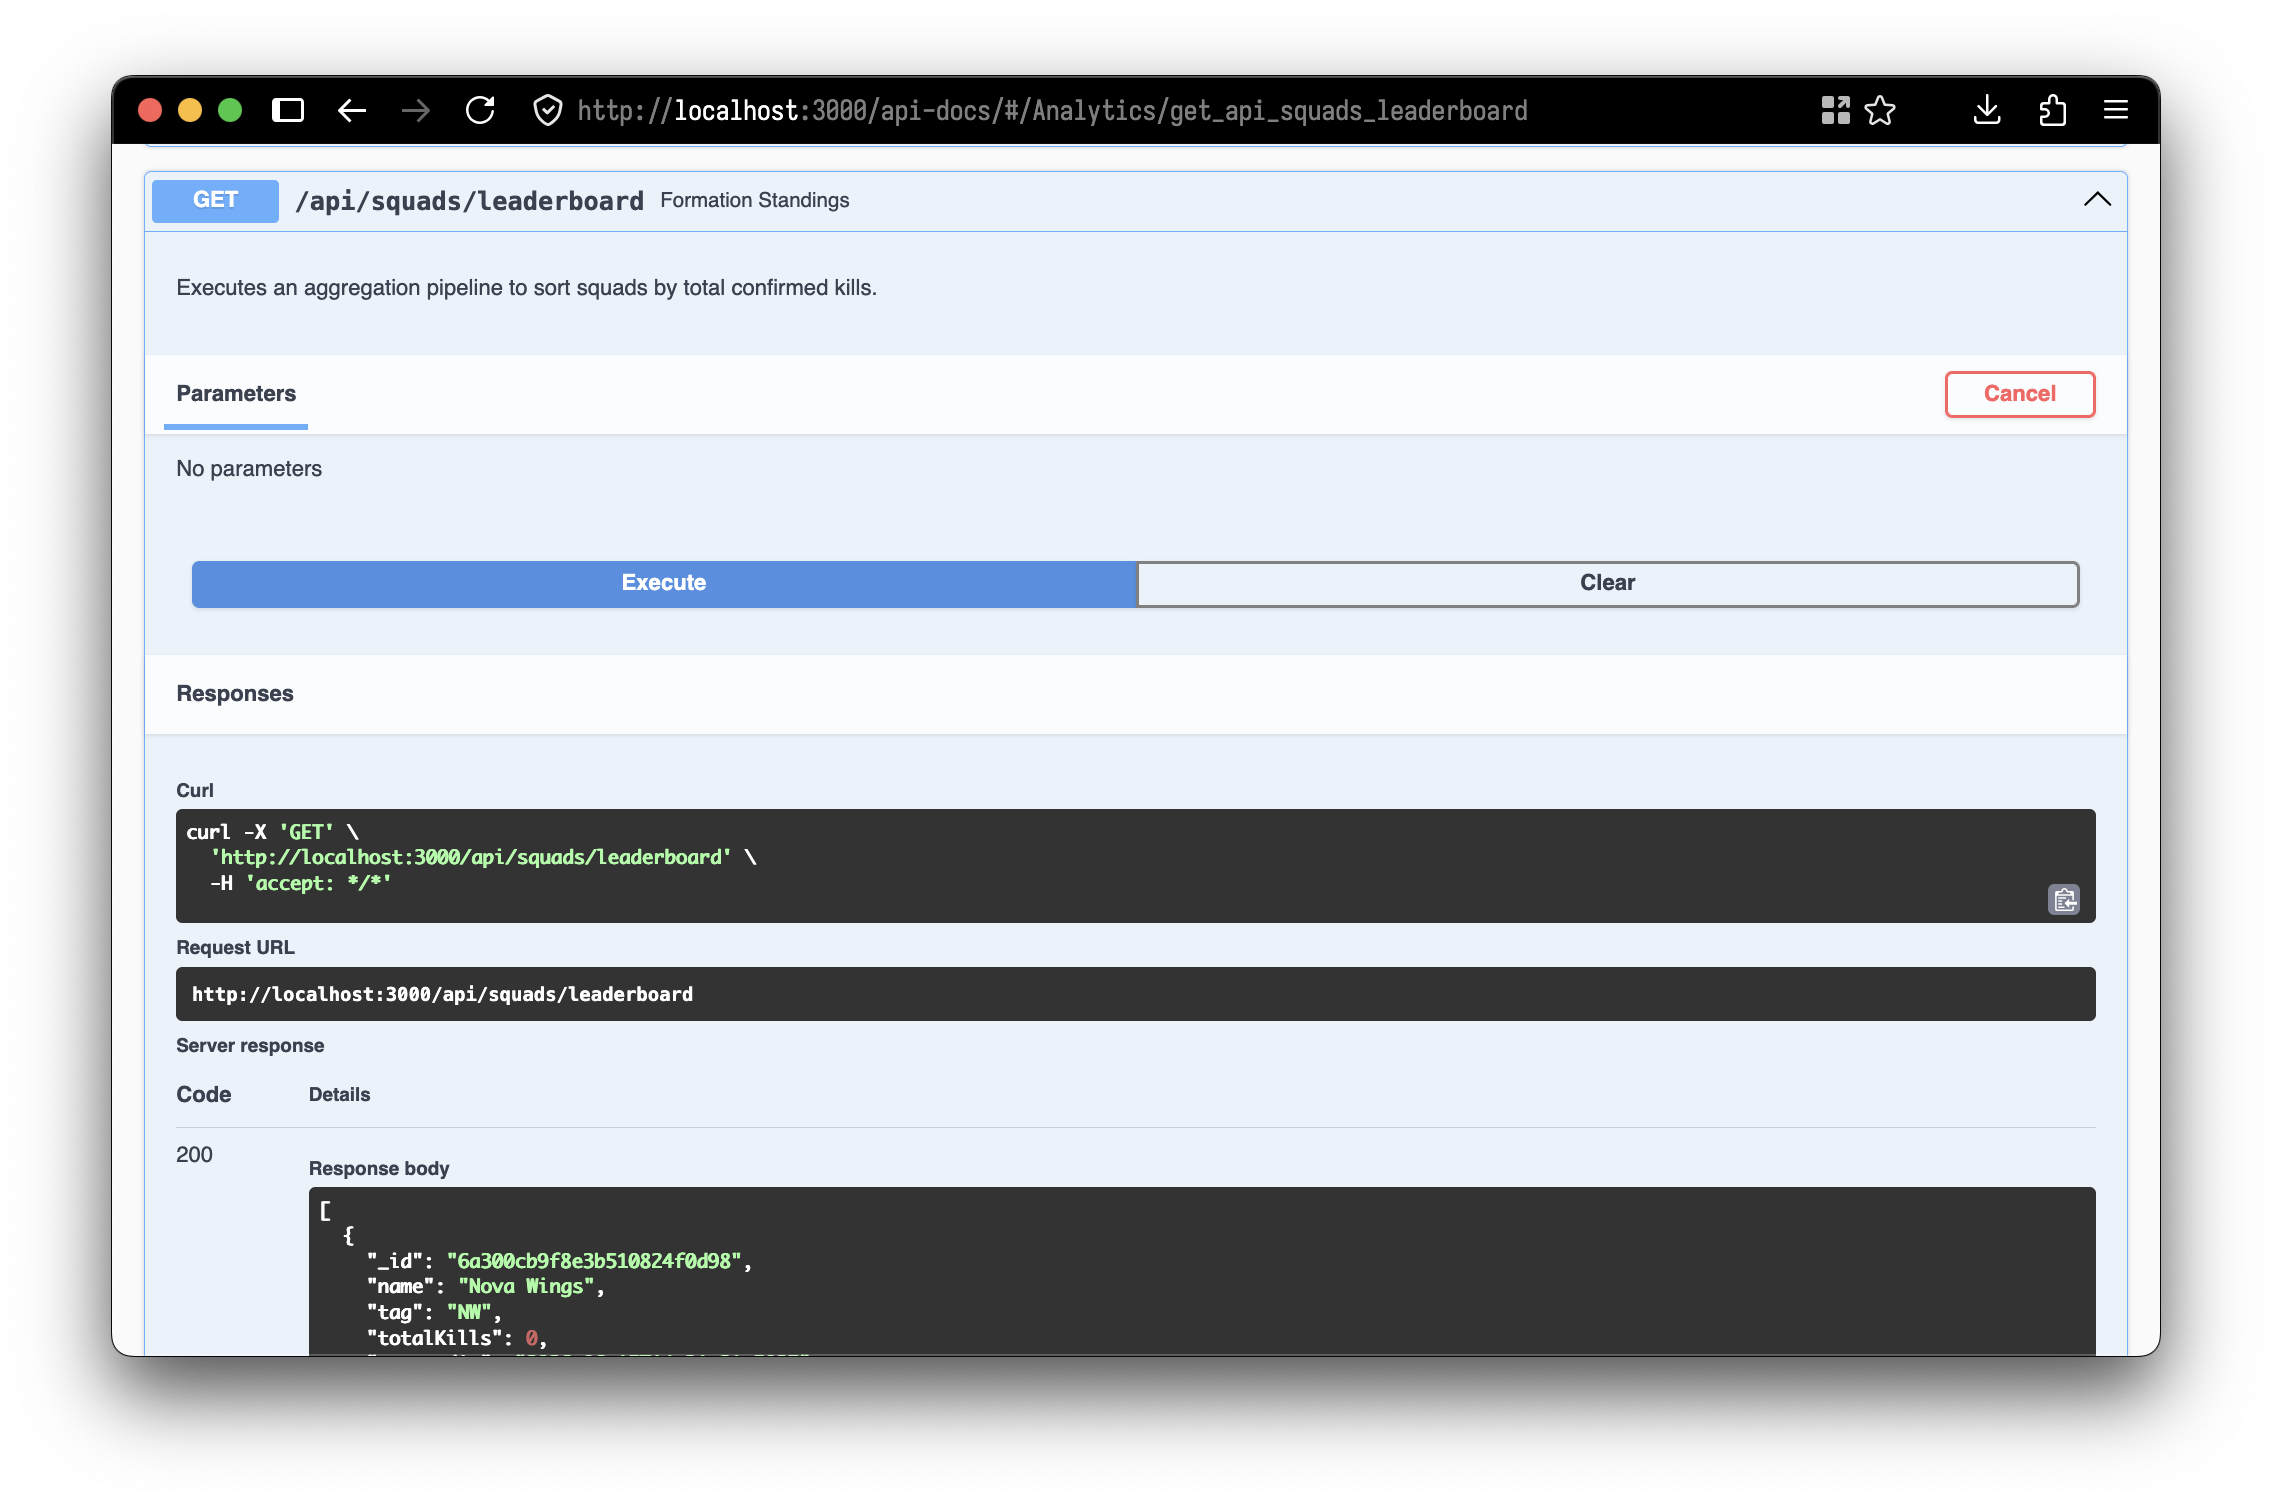 http://localhost:3000/api-docs/#/Analytics/get_api_squads_leaderboard
GET /api/squads/leaderboard Formation Standings
Executes an aggregation pipeline to sort squads by total confirmed kills.
Parameters
Cancel
No parameters
Execute
Clear
Responses
Curl
curl -X 'GET' \
  'http://localhost:3000/api/squads/leaderboard' \
  -H 'accept: */*'
Request URL
http://localhost:3000/api/squads/leaderboard
Server response
Code Details
200
Response body
[
  {
    "_id": "6a300cb9f8e3b510824f0d98",
    "name": "Nova Wings",
    "tag": "NW",
    "totalKills": 0,